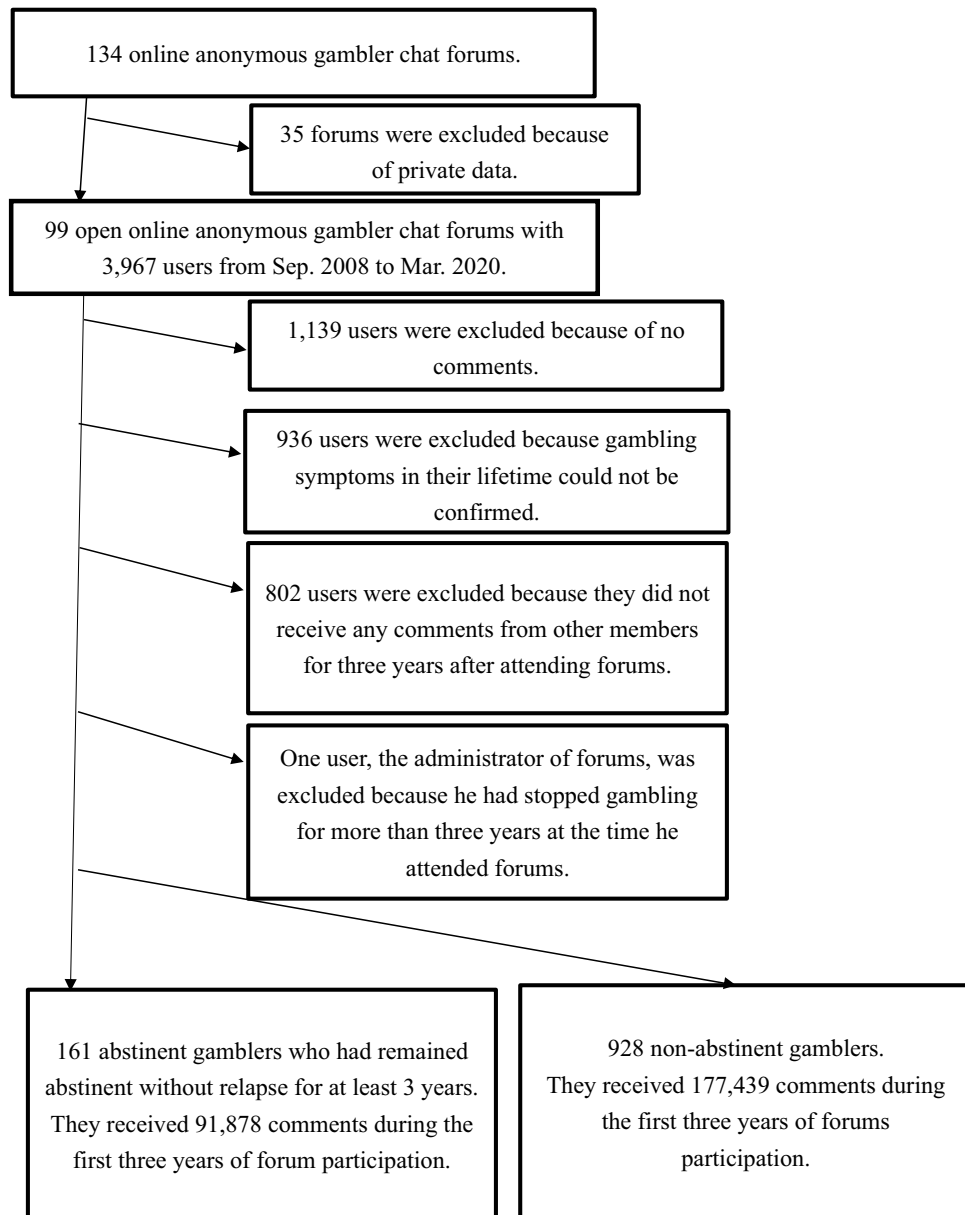 134 online anonymous gambler chat forums.
35 forums were excluded because
of private data.
99 open online anonymous gambler chat forums with
3,967 users from Sep. 2008 to Mar. 2020.
1,139 users were excluded because of no
comments.
936 users were excluded because gambling
symptoms in their lifetime could not be
confirmed.
802 users were excluded because they did not
receive any comments from other members
for three years after attending forums.
One user, the administrator of forums, was
excluded because he had stopped gambling
for more than three years at the time he
attended forums.
161 abstinent gamblers who had remained
abstinent without relapse for at least 3 years.
They received 91,878 comments during the
first three years of forum participation.
928 non-abstinent gamblers.
They received 177,439 comments during
the first three years of forums
participation.